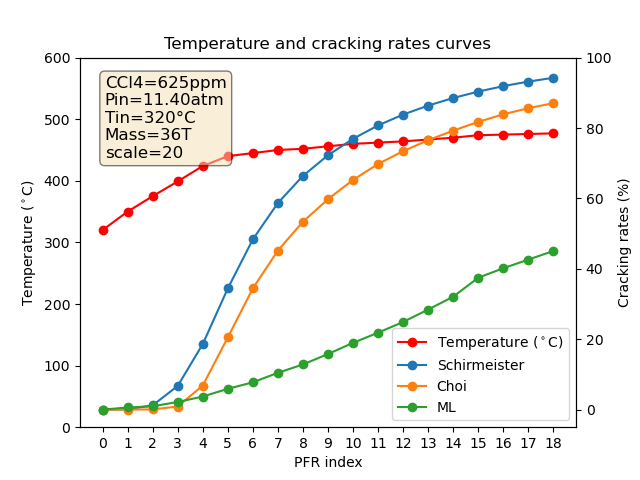 Temperature and cracking rates curves
CCl4=625ppm
Pin=11.40atm
Tin=320°C
Mass=36T
scale=20
Temperature (°C)
600
500
400
300
200
100
0
100
80
60
40
20
0
Cracking rates (%)
Temperature (°C)
Schirmeister
Choi
ML
0 1 2 3 4 5 6 7 8 9 10 11 12 13 14 15 16 17 18
PFR index